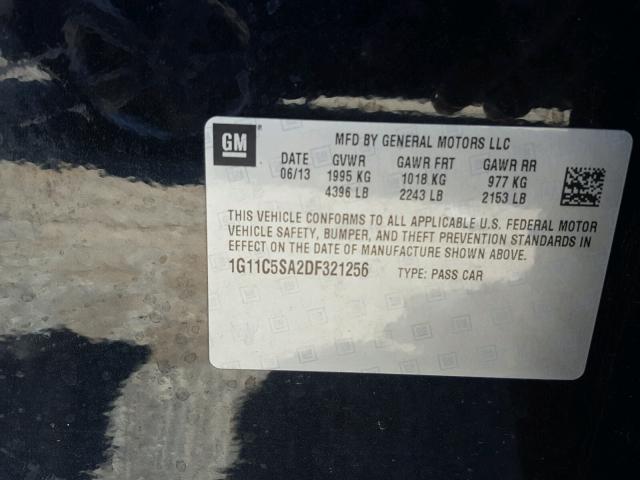 GM
MFD BY GENERAL MOTORS LLC
DATE GVWR GAWR FRT GAWR RR
06/13 1995 KG 1018 KG 977 KG
4396 LB 2243 LB 2153 LB
THIS VEHICLE CONFORMS TO ALL APPLICABLE U.S. FEDERAL MOTOR
VEHICLE SAFETY, BUMPER, AND THEFT PREVENTION STANDARDS IN
EFFECT ON THE DATE OF MANUFACTURE SHOWN ABOVE.
1G11C5SA2DF321256 TYPE: PASS CAR